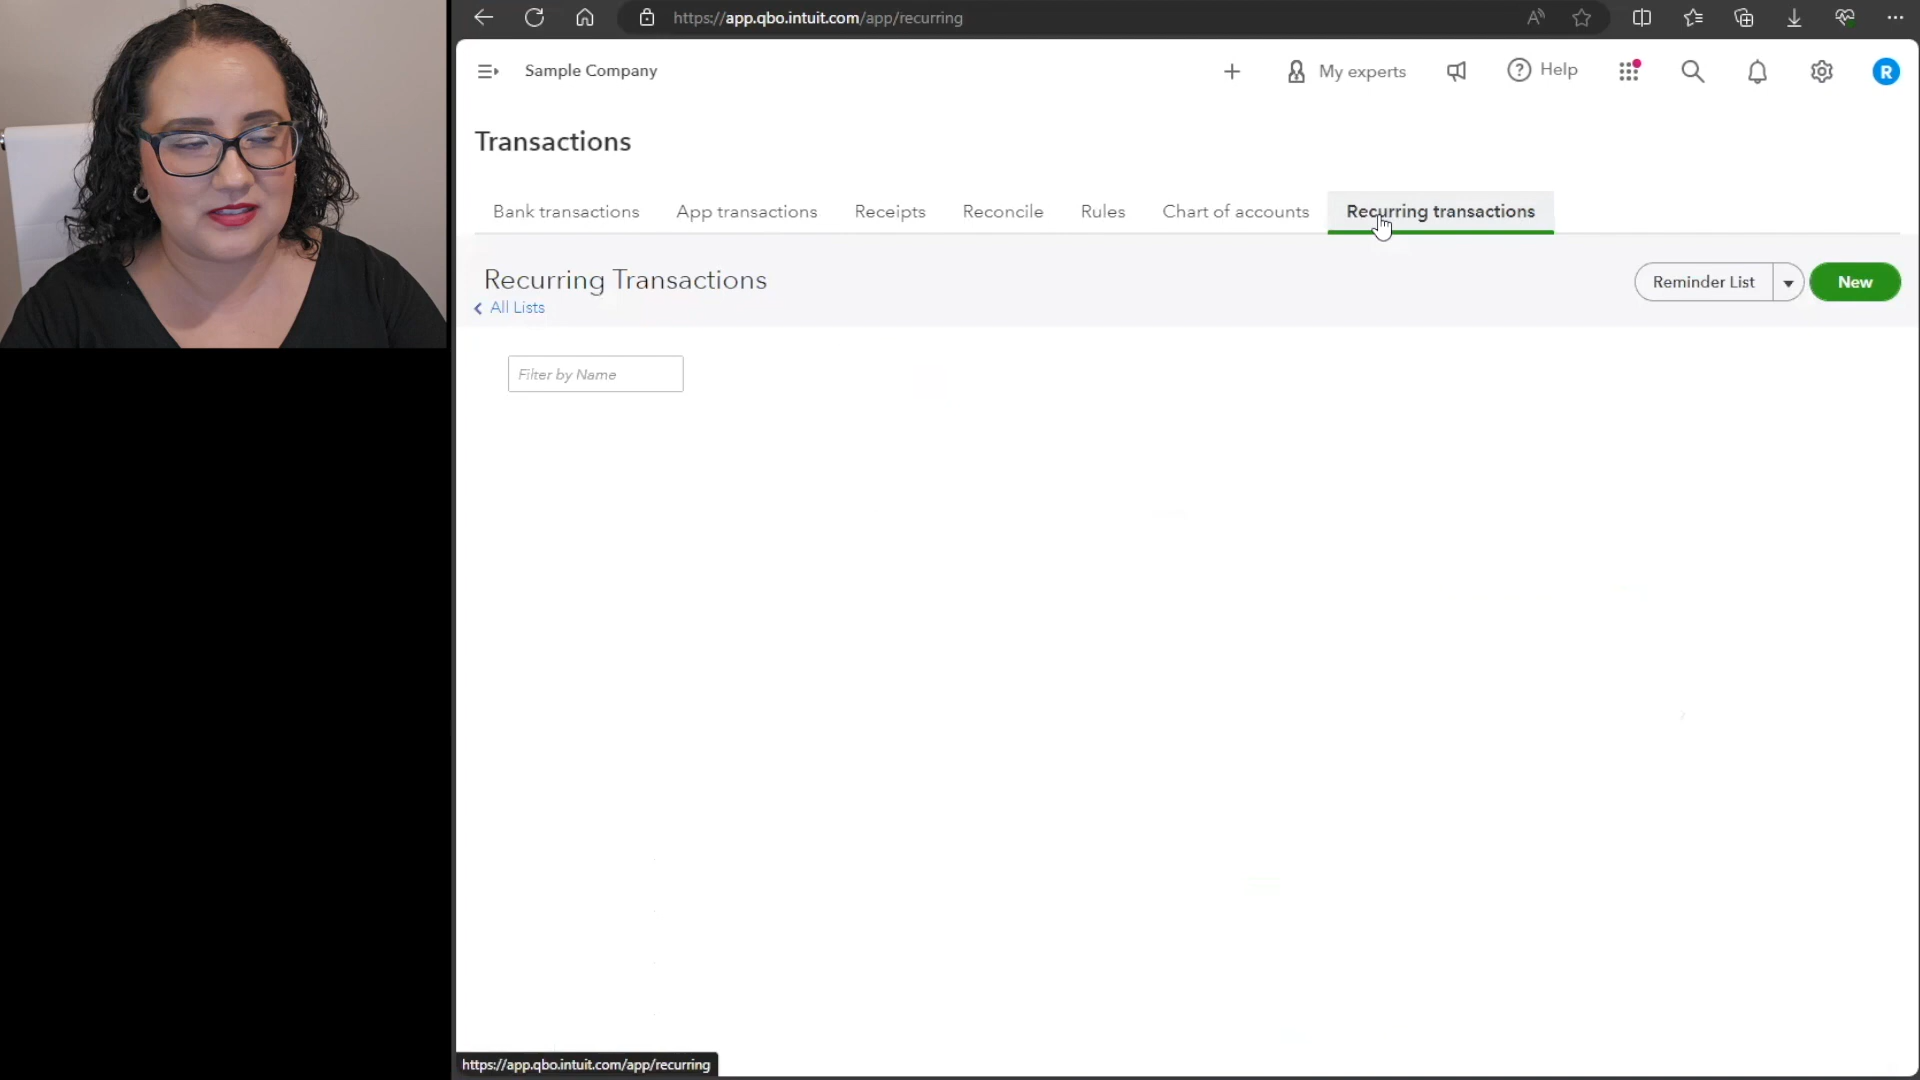 https://app.qbo.intuit.com/app/recurring
Sample Company
My experts
Help
R
Transactions
Bank transactions
App transactions
Receipts
Reconcile
Rules
Chart of accounts
Recurring transactions
Recurring Transactions
All Lists
Reminder List
New
Filter by Name
https://app.qbo.intuit.com/app/recurring